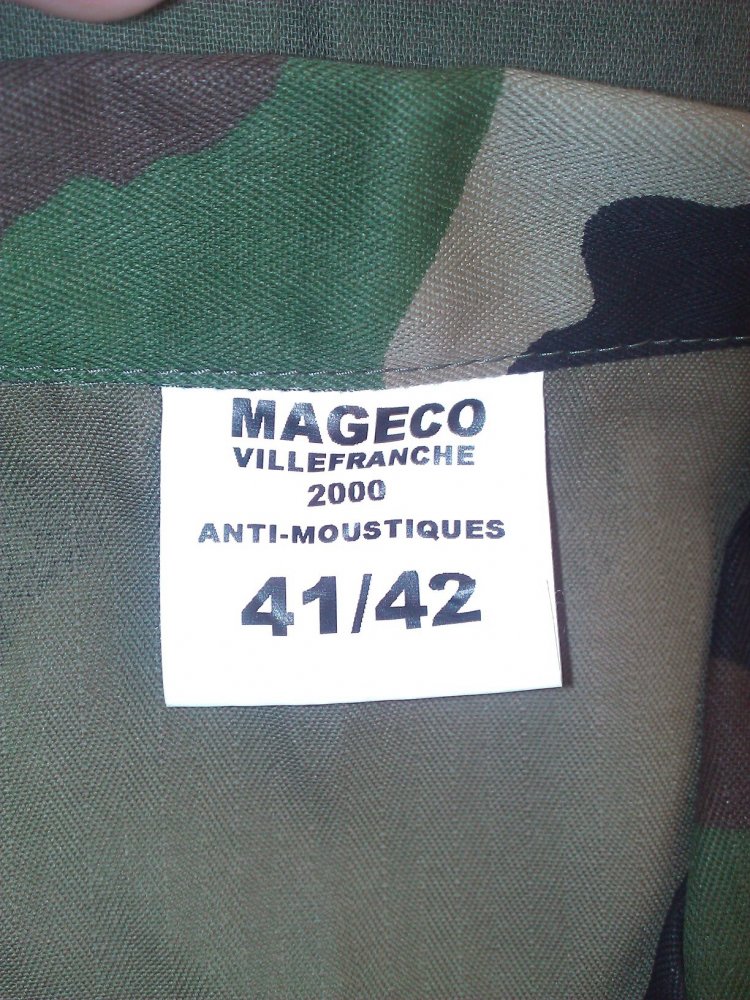 MAGECO
VILLEFRANCHE
2000
ANTI-MOUSTIQUES
41/42